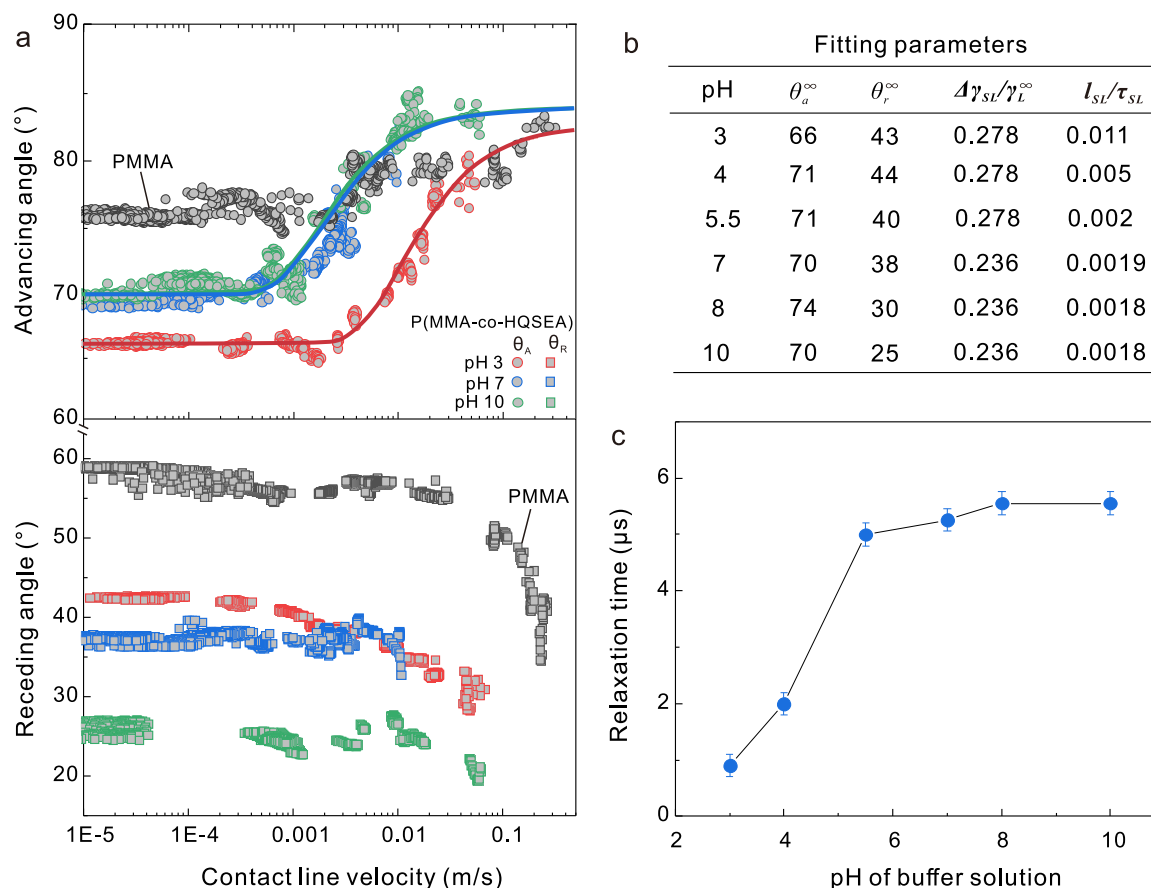 a
Advancing angle (°)
90
80
70
60
PMMA
P(MMA-co-HQSEA)
θA θR
pH 3
pH 7
pH 10
Receding angle (°)
60
50
40
30
20
PMMA
1E-5 1E-4 0.001 0.01 0.1
Contact line velocity (m/s)
b
Fitting parameters
pH θa∞ θr∞ ΔγSL/γL∞ lSL/τSL
3 66 43 0.278 0.011
4 71 44 0.278 0.005
5.5 71 40 0.278 0.002
7 70 38 0.236 0.0019
8 74 30 0.236 0.0018
10 70 25 0.236 0.0018
c
Relaxation time (µs)
6
4
2
0
2 4 6 8 10
pH of buffer solution